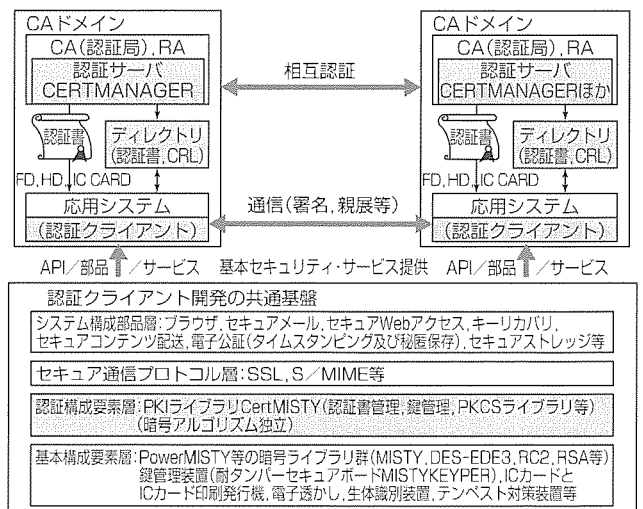 CAドメイン
CA(認証局),RA
認証サーバ
CERTMANAGER
認証書
ディレクトリ
(認証書,CRL)
FD,HD,IC CARD
応用システム
(認証クライアント)
相互認証
通信(署名,親展等)
CAドメイン
CA(認証局),RA
認証サーバ
CERTMANAGERほか
認証書
ディレクトリ
(認証書,CRL)
FD,HD,IC CARD
応用システム
(認証クライアント)
API/部品 /サービス 基本セキュリティ・サービス提供 API/部品 /サービス
認証クライアント開発の共通基盤
システム構成部品層:ブラウザ,セキュアメール,セキュアWebアクセス,キーリカバリ,
セキュアコンテンツ配送,電子公証(タイムスタンピング及び秘匿保存),セキュアストレッジ等
セキュア通信プロトコル層:SSL,S/MIME等
認証構成要素層:PKIライブラリCertMISTY(認証書管理,鍵管理,PKCSライブラリ等)
(暗号アルゴリズム独立)
基本構成要素層:PowerMISTY等の暗号ライブラリ群(MISTY,DES-EDE3,RC2,RSA等)
鍵管理装置(耐タンパーセキュアボードMISTYKEYPER),ICカードと
ICカード印刷発行機,電子透かし,生体識別装置,テンペスト対策装置等